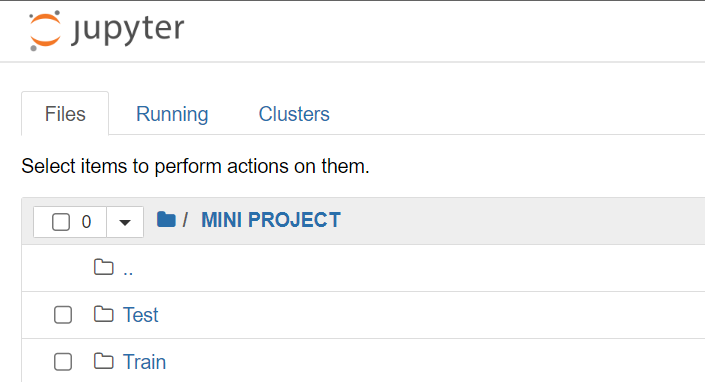 jupyter
Files Running Clusters
Select items to perform actions on them.
0 / MINI PROJECT
..
Test
Train